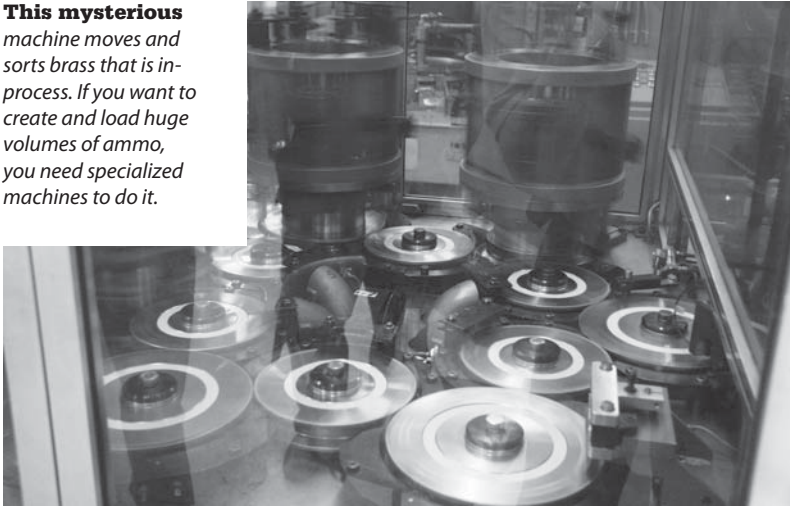 This mysterious
machine moves and
sorts brass that is in-
process. If you want to
create and load huge
volumes of ammo,
you need specialized
machines to do it.